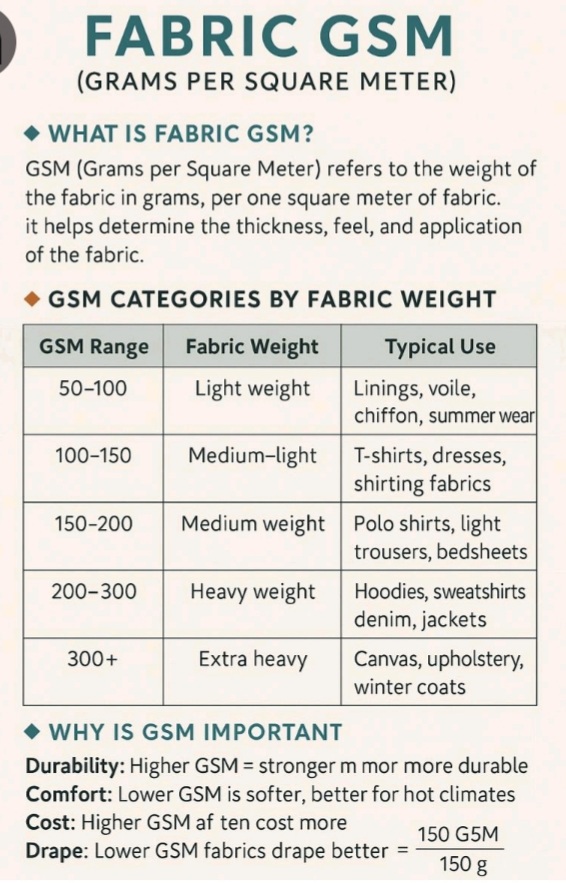 FABRIC GSM
(GRAMS PER SQUARE METER)
WHAT IS FABRIC GSM?
GSM (Grams per Square Meter) refers to the weight of
the fabric in grams, per one square meter of fabric.
it helps determine the thickness, feel, and application
of the fabric.
GSM CATEGORIES BY FABRIC WEIGHT
GSM Range Fabric Weight Typical Use
50–100 Light weight Linings, voile,
chiffon, summer wear
100–150 Medium–light T-shirts, dresses,
shirting fabrics
150–200 Medium weight Polo shirts, light
trousers, bedsheets
200–300 Heavy weight Hoodies, sweatshirts
denim, jackets
300+ Extra heavy Canvas, upholstery,
winter coats
WHY IS GSM IMPORTANT
Durability: Higher GSM = stronger m mor more durable
Comfort: Lower GSM is softer, better for hot climates
Cost: Higher GSM af ten cost more
Drape: Lower GSM fabrics drape better = 150 G5M
150 g